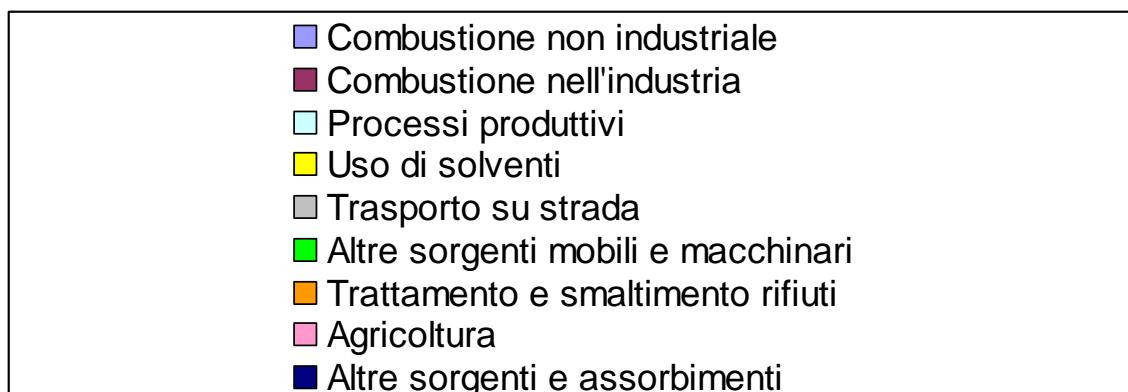 Combustione non industriale
Combustione nell'industria
Processi produttivi
Uso di solventi
Trasporto su strada
Altre sorgenti mobili e macchinari
Trattamento e smaltimento rifiuti
Agricoltura
Altre sorgenti e assorbimenti